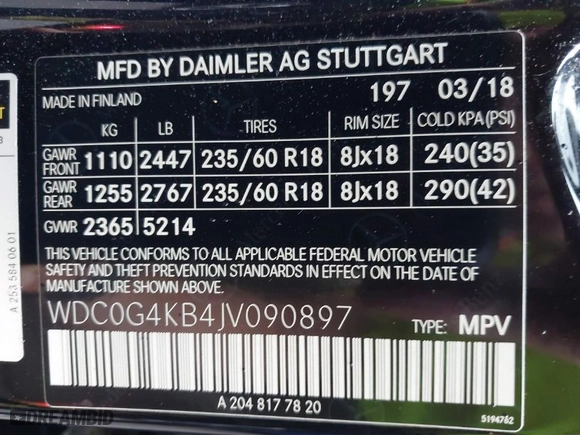 MFD BY DAIMLER AG STUTTGART
MADE IN FINLAND 197 03/18
KG LB TIRES RIM SIZE COLD KPA(PSI)
GAWR FRONT 1110 2447 235/60 R18 8Jx18 240(35)
GAWR REAR 1255 2767 235/60 R18 8Jx18 290(42)
GVWR 2365 5214
THIS VEHICLE CONFORMS TO ALL APPLICABLE FEDERAL MOTOR VEHICLE
SAFETY AND THEFT PREVENTION STANDARDS IN EFFECT ON THE DATE OF
MANUFACTURE SHOWN ABOVE.
WDC0G4KB4JV090897 TYPE: MPV
A 204 817 78 20
5194762
A 253 584 06 01
DREAMBID